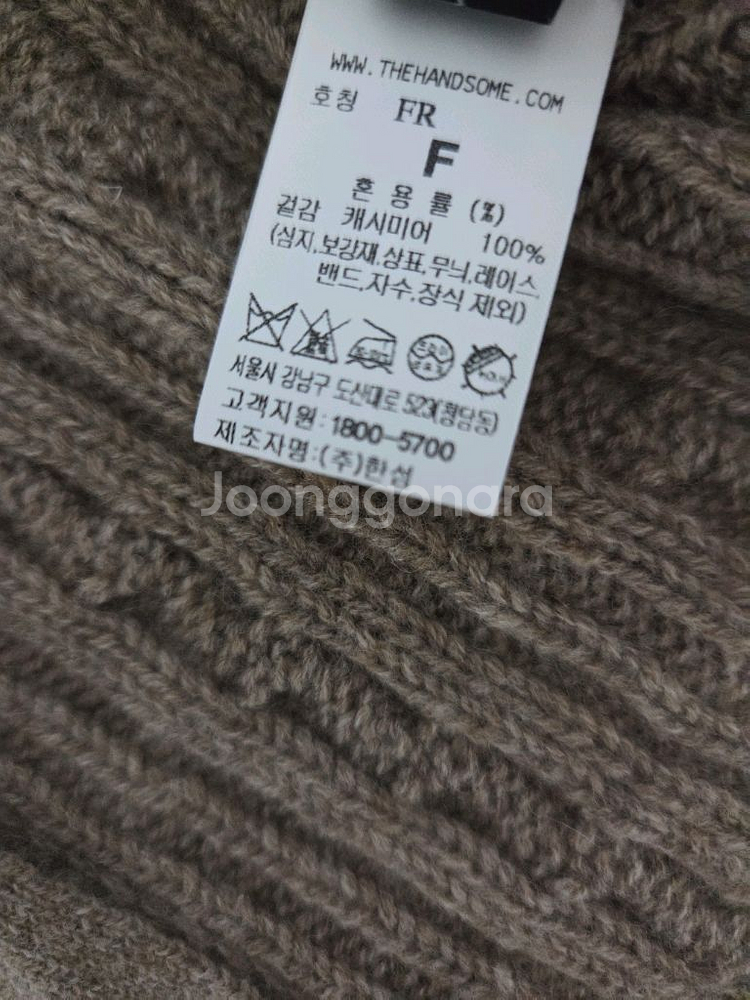 WWW.THEHANDSOME.COM
호칭 FR
F
혼 용 률 (%)
겉감 캐시미어 100%
(심지,보강재,상표,무늬,레이스,
밴드,자수,장식 제외)
서울시 강남구 도산대로 523(청담동)
고객지원:1800-5700
제조자명:(주)한섬
Joonggonara